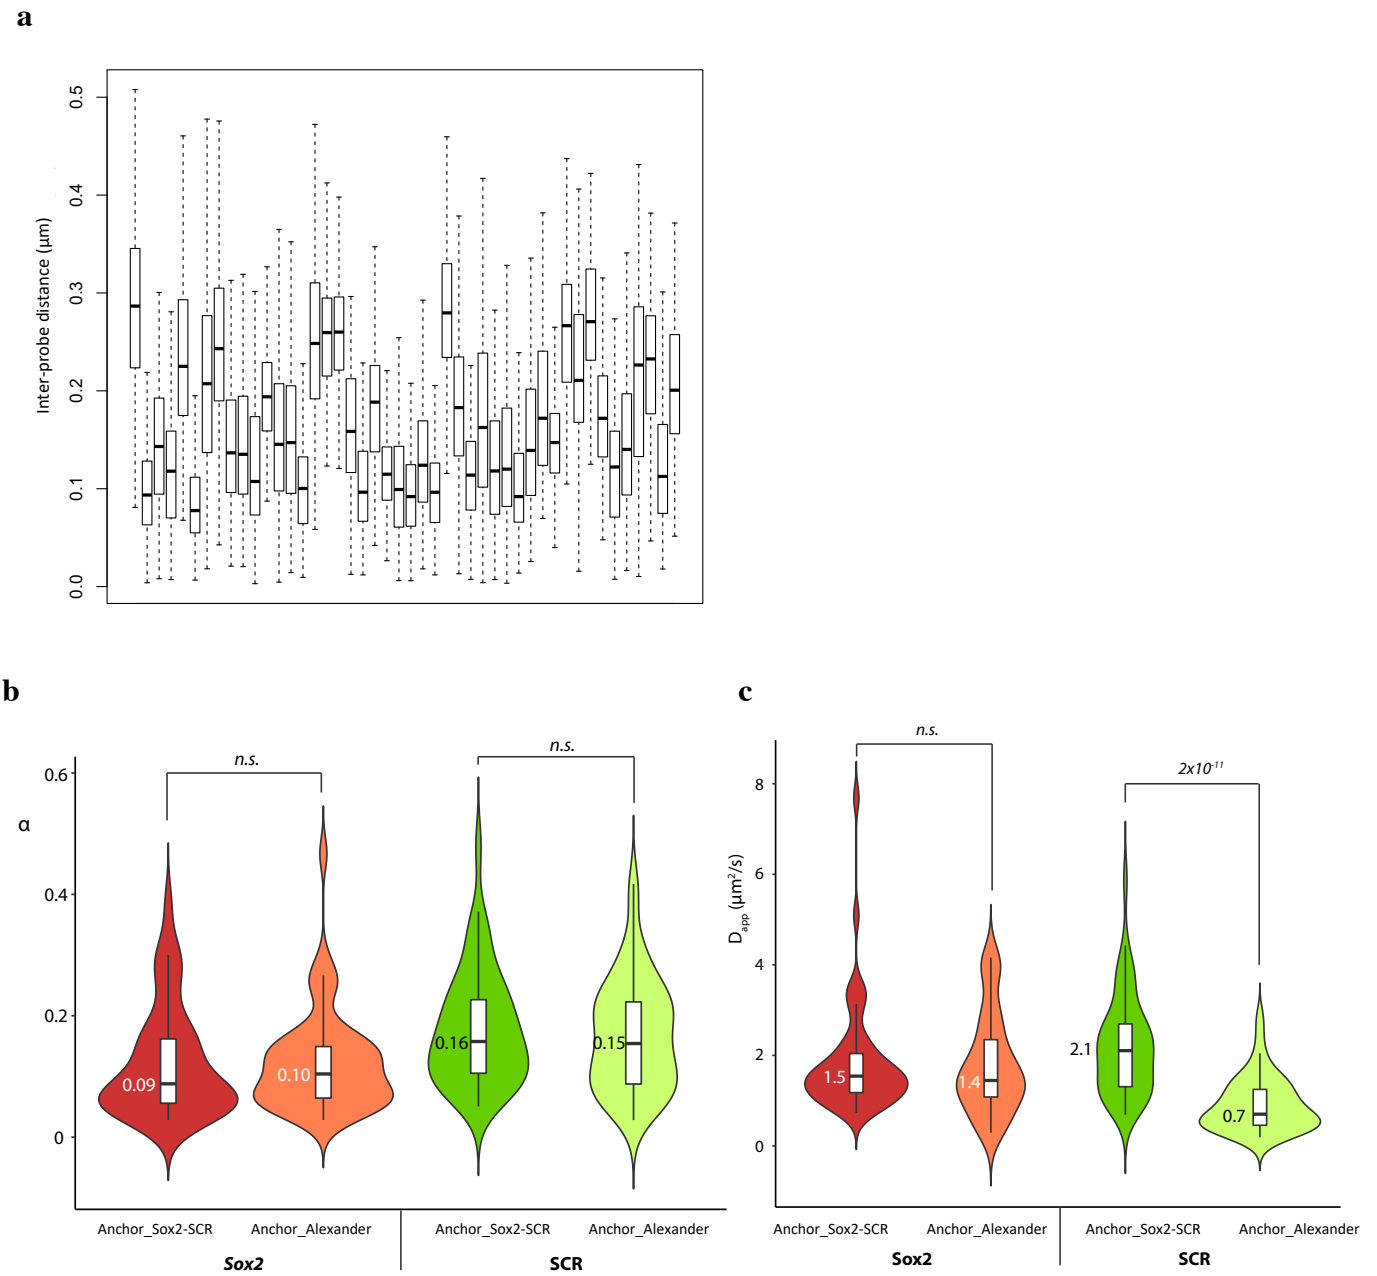 a
Inter-probe distance (μm)
0.5
0.4
0.3
0.2
0.1
0.0
b
α
0.6
0.4
0.2
0
n.s.
n.s.
0.09
0.10
0.16
0.15
Anchor_Sox2-SCR
Anchor_Alexander
Anchor_Sox2-SCR
Anchor_Alexander
Sox2
SCR
c
D_app (μm²/s)
8
6
4
2
0
n.s.
2x10⁻¹¹
1.5
1.4
2.1
0.7
Anchor_Sox2-SCR
Anchor_Alexander
Anchor_Sox2-SCR
Anchor_Alexander
Sox2
SCR